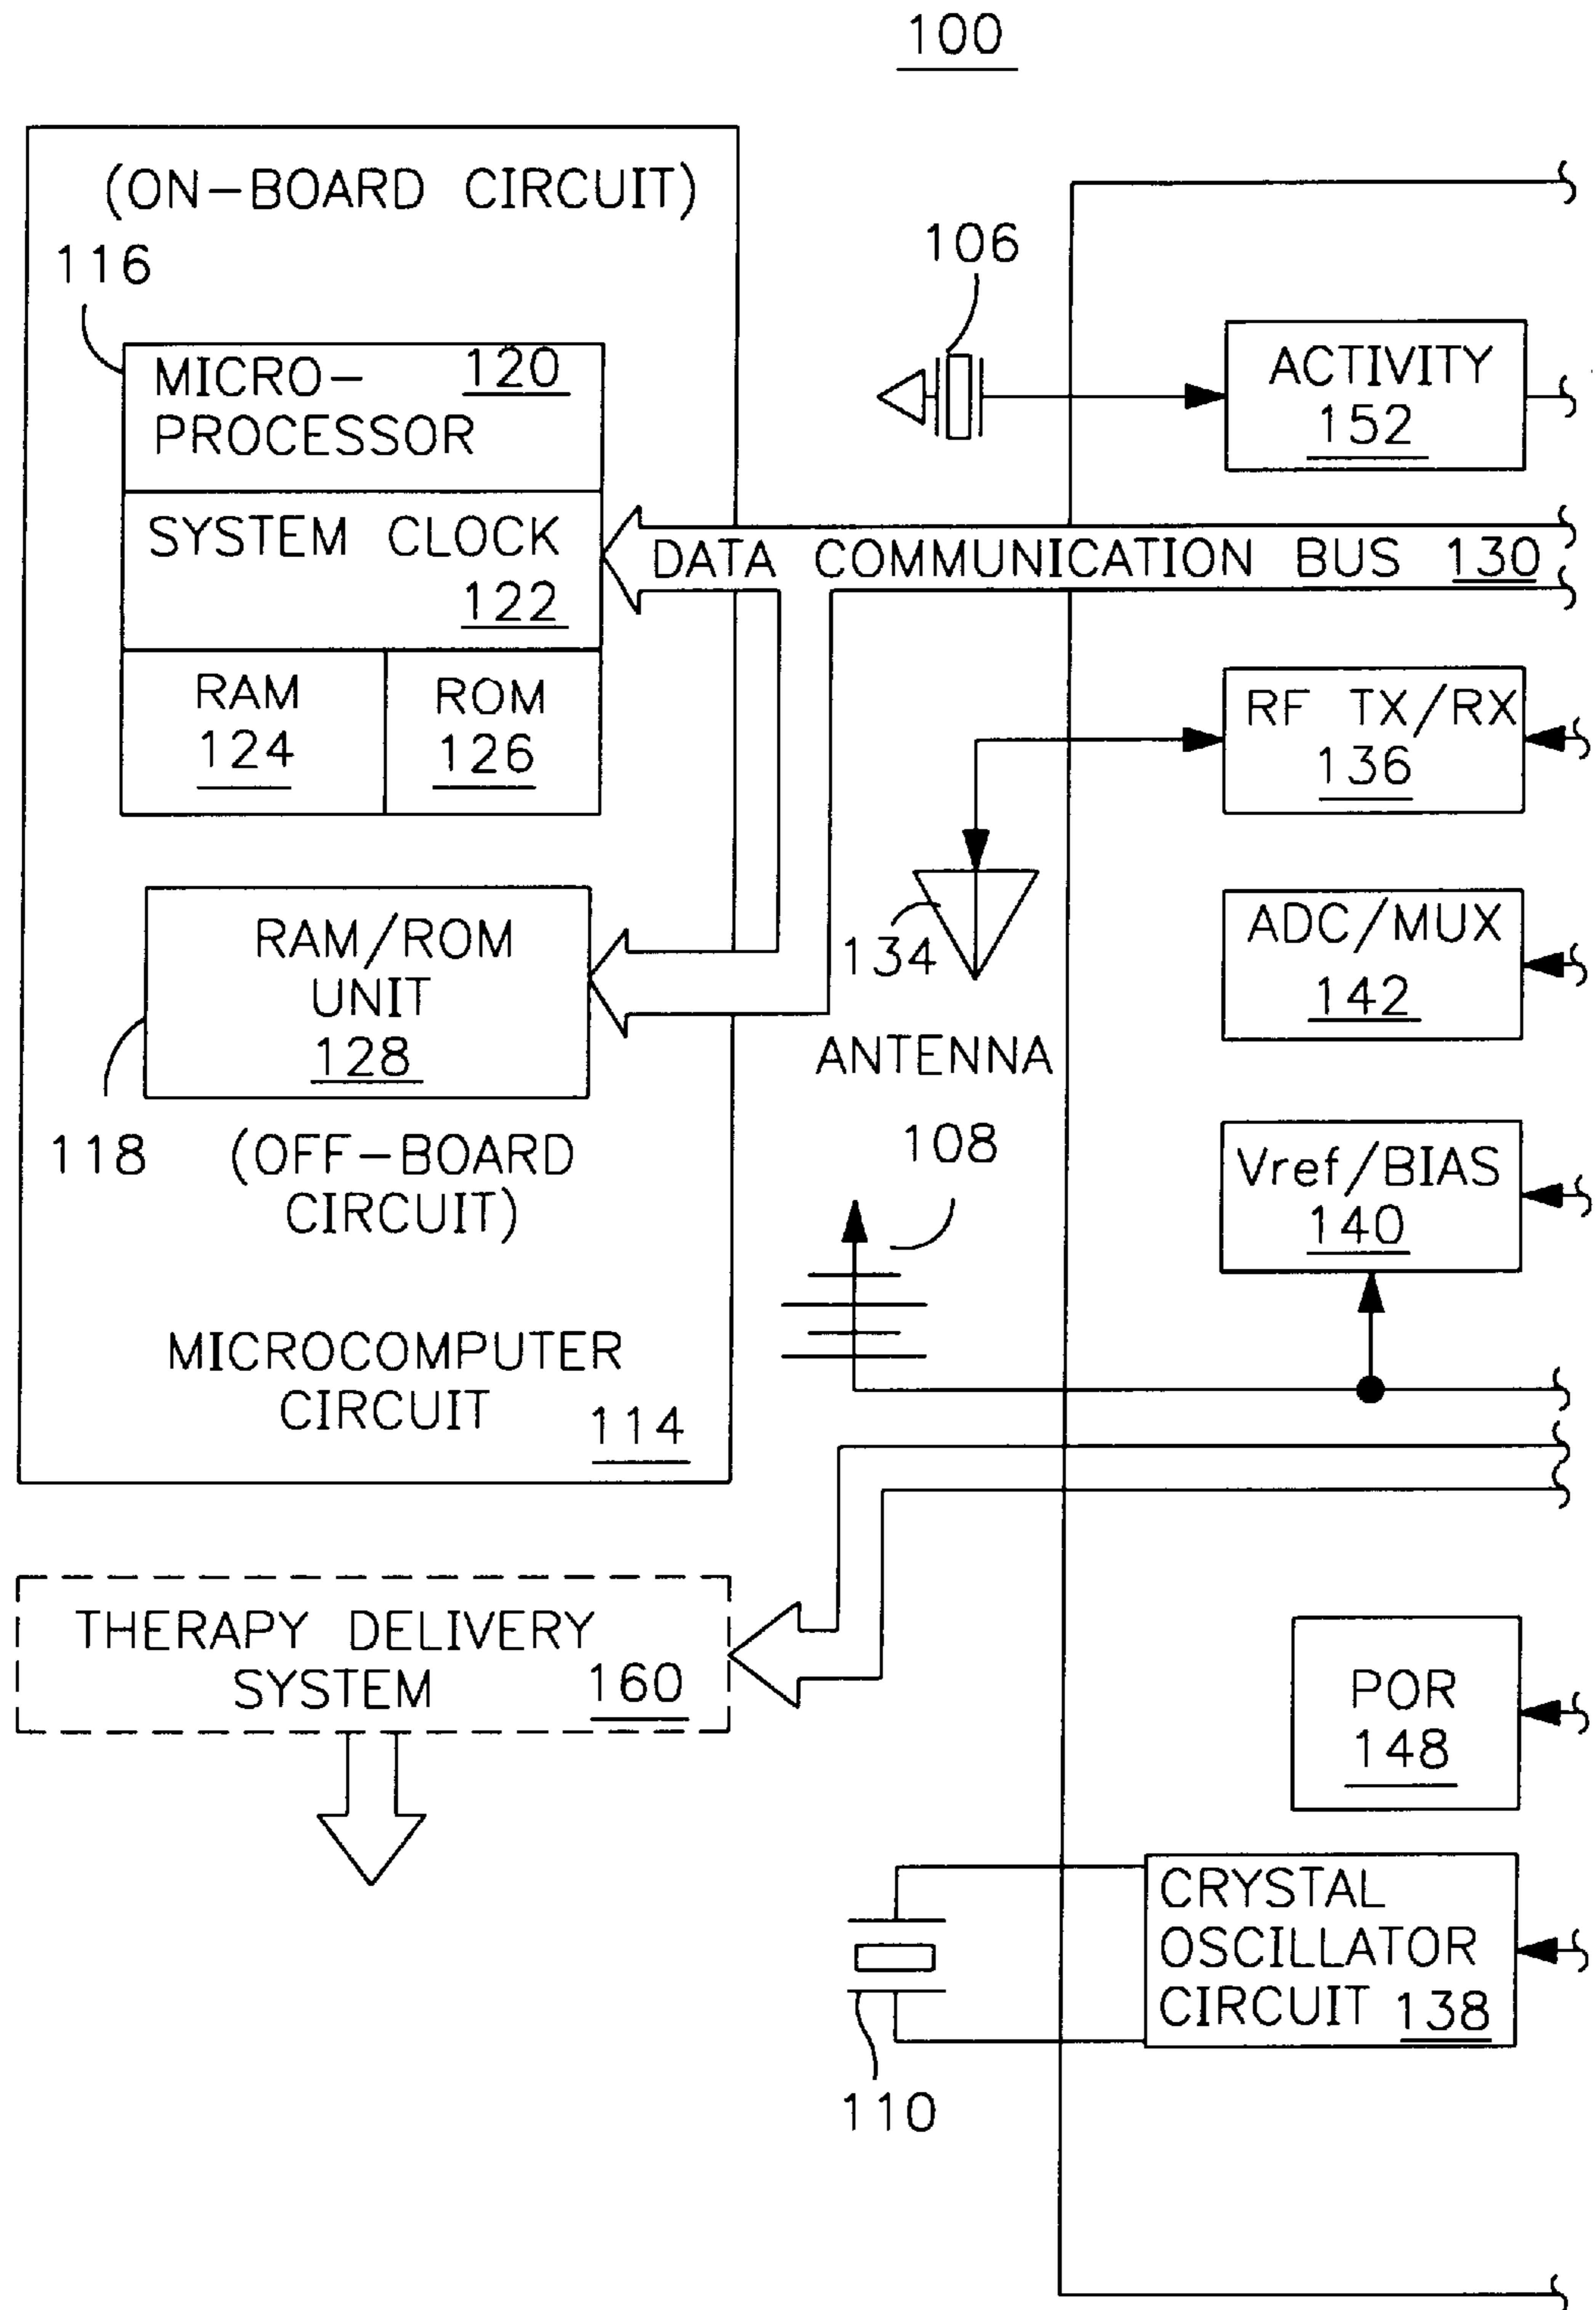 100
(ON-BOARD CIRCUIT)
116
MICRO- 120
PROCESSOR
SYSTEM CLOCK
122
RAM
124
ROM
126
RAM/ROM
UNIT
128
118
(OFF-BOARD
CIRCUIT)
MICROCOMPUTER
CIRCUIT
114
106
ACTIVITY
152
DATA COMMUNICATION BUS 130
RF TX/RX
136
134
ANTENNA
ADC/MUX
142
108
Vref/BIAS
140
THERAPY DELIVERY
SYSTEM 160
POR
148
CRYSTAL
OSCILLATOR
CIRCUIT 138
110